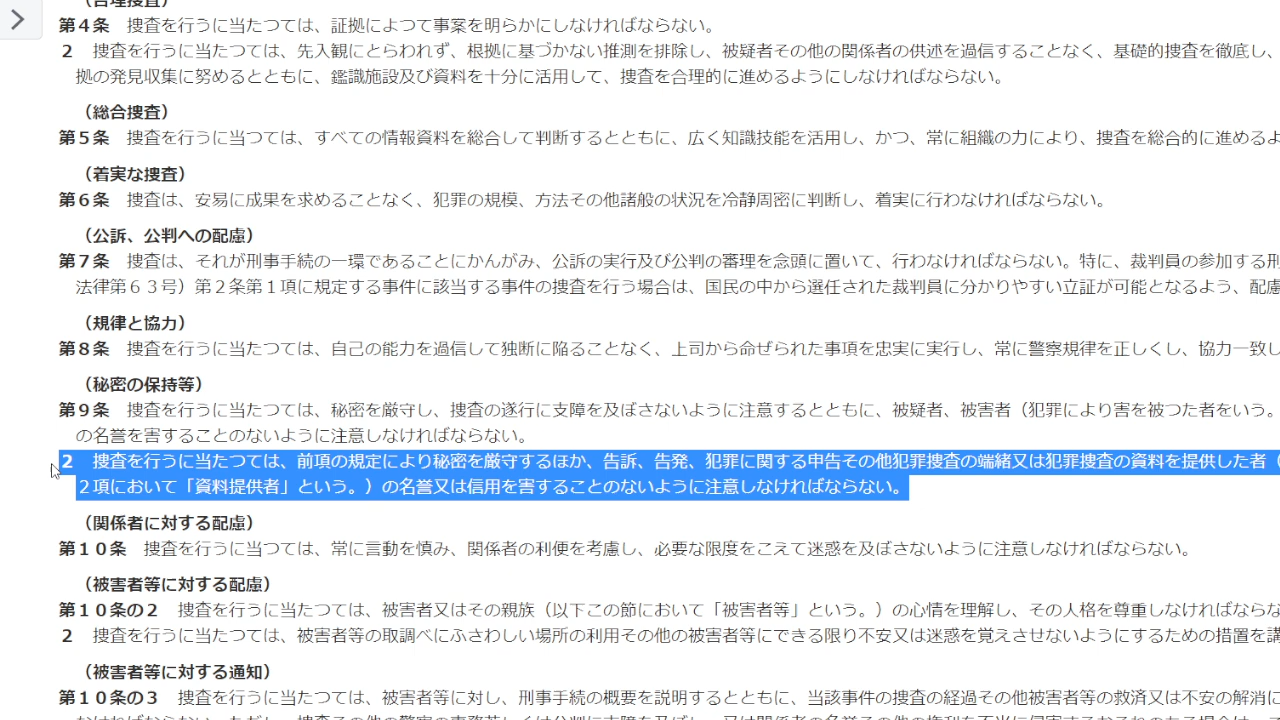 （合理捜査）
第４条　捜査を行うに当たつては、証拠によつて事案を明らかにしなければならない。
２　捜査を行うに当たつては、先入観にとらわれず、根拠に基づかない推測を排除し、被疑者その他の関係者の供述を過信することなく、基礎的捜査を徹底し、
拠の発見収集に努めるとともに、鑑識施設及び資料を十分に活用して、捜査を合理的に進めるようにしなければならない。
（総合捜査）
第５条　捜査を行うに当つては、すべての情報資料を総合して判断するとともに、広く知識技能を活用し、かつ、常に組織の力により、捜査を総合的に進めるよ
（着実な捜査）
第６条　捜査は、安易に成果を求めることなく、犯罪の規模、方法その他諸般の状況を冷静周密に判断し、着実に行わなければならない。
（公訴、公判への配慮）
第７条　捜査は、それが刑事手続の一環であることにかんがみ、公訴の実行及び公判の審理を念頭に置いて、行わなければならない。特に、裁判員の参加する刑
法律第６３号）第２条第１項に規定する事件に該当する事件の捜査を行う場合は、国民の中から選任された裁判員に分かりやすい立証が可能となるよう、配慮
（規律と協力）
第８条　捜査を行うに当たつては、自己の能力を過信して独断に陥ることなく、上司から命ぜられた事項を忠実に実行し、常に警察規律を正しくし、協力一致し
（秘密の保持等）
第９条　捜査を行うに当たつては、秘密を厳守し、捜査の遂行に支障を及ぼさないように注意するとともに、被疑者、被害者（犯罪により害を被つた者をいう。
の名誉を害することのないように注意しなければならない。
２　捜査を行うに当たつては、前項の規定により秘密を厳守するほか、告訴、告発、犯罪に関する申告その他犯罪捜査の端緒又は犯罪捜査の資料を提供した者（
２項において「資料提供者」という。）の名誉又は信用を害することのないように注意しなければならない。
（関係者に対する配慮）
第１０条　捜査を行うに当つては、常に言動を慎み、関係者の利便を考慮し、必要な限度をこえて迷惑を及ぼさないように注意しなければならない。
（被害者等に対する配慮）
第１０条の２　捜査を行うに当たつては、被害者又はその親族（以下この節において「被害者等」という。）の心情を理解し、その人格を尊重しなければならな
２　捜査を行うに当たつては、被害者等の取調べにふさわしい場所の利用その他の被害者等にできる限り不安又は迷惑を覚えさせないようにするための措置を講
（被害者等に対する通知）
第１０条の３　捜査を行うに当たつては、被害者等に対し、刑事手続の概要を説明するとともに、当該事件の捜査の経過その他被害者等の救済又は不安の解消に